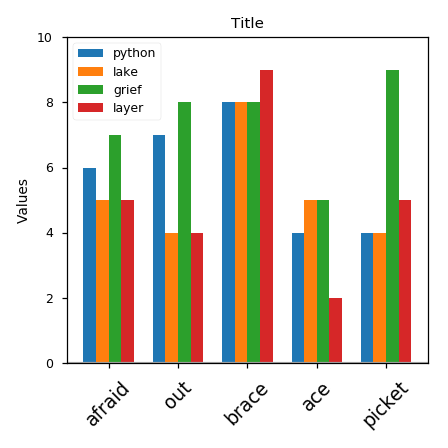 Title
python
lake
grief
layer
Values
10
8
6
4
2
0
afraid
out
brace
ace
picket